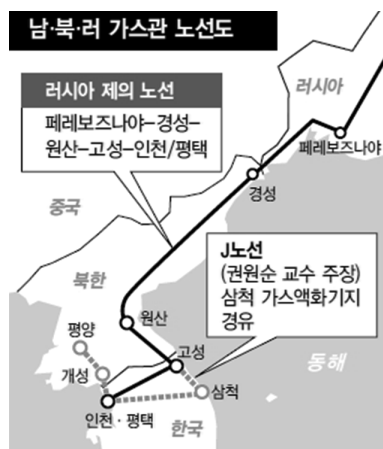 남·북·러 가스관 노선도
러시아 제의 노선
페레보즈나야–경성–
원산–고성–인천/평택
러시아
페레보즈나야
경성
중국
J노선
(권원순 교수 주장)
삼척 가스액화기지
경유
북한
원산
평양
고성
동해
개성
삼척
인천·평택
한국